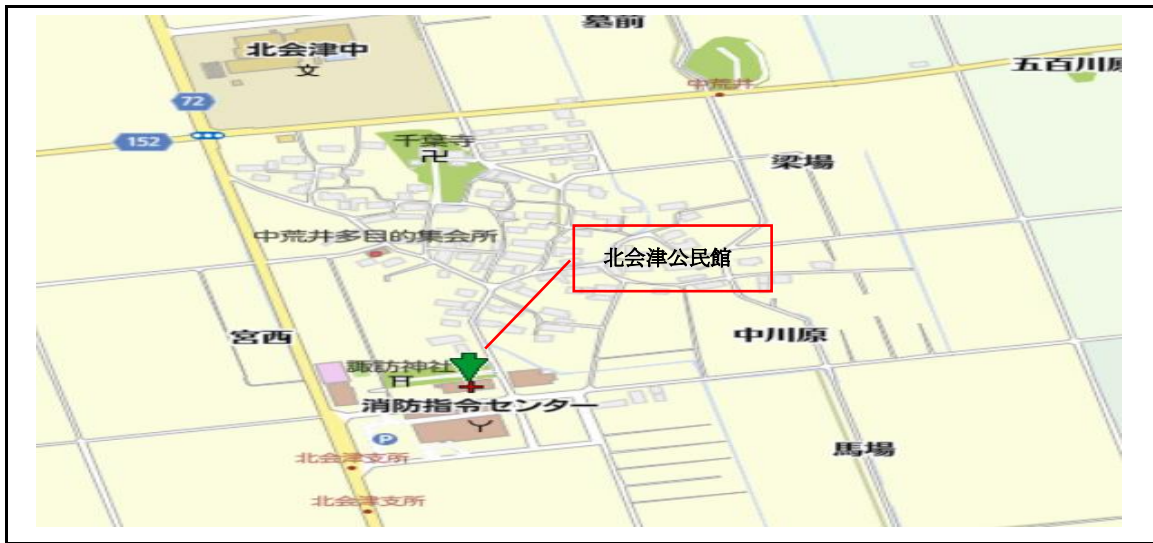 墓前
北会津中
文
五百川原
中荒井
72
152
千葉寺
梁場
中荒井多目的集会所
北会津公民館
宮西
中川原
諏訪神社
消防指令センター
P
馬場
北会津支所
北会津支所